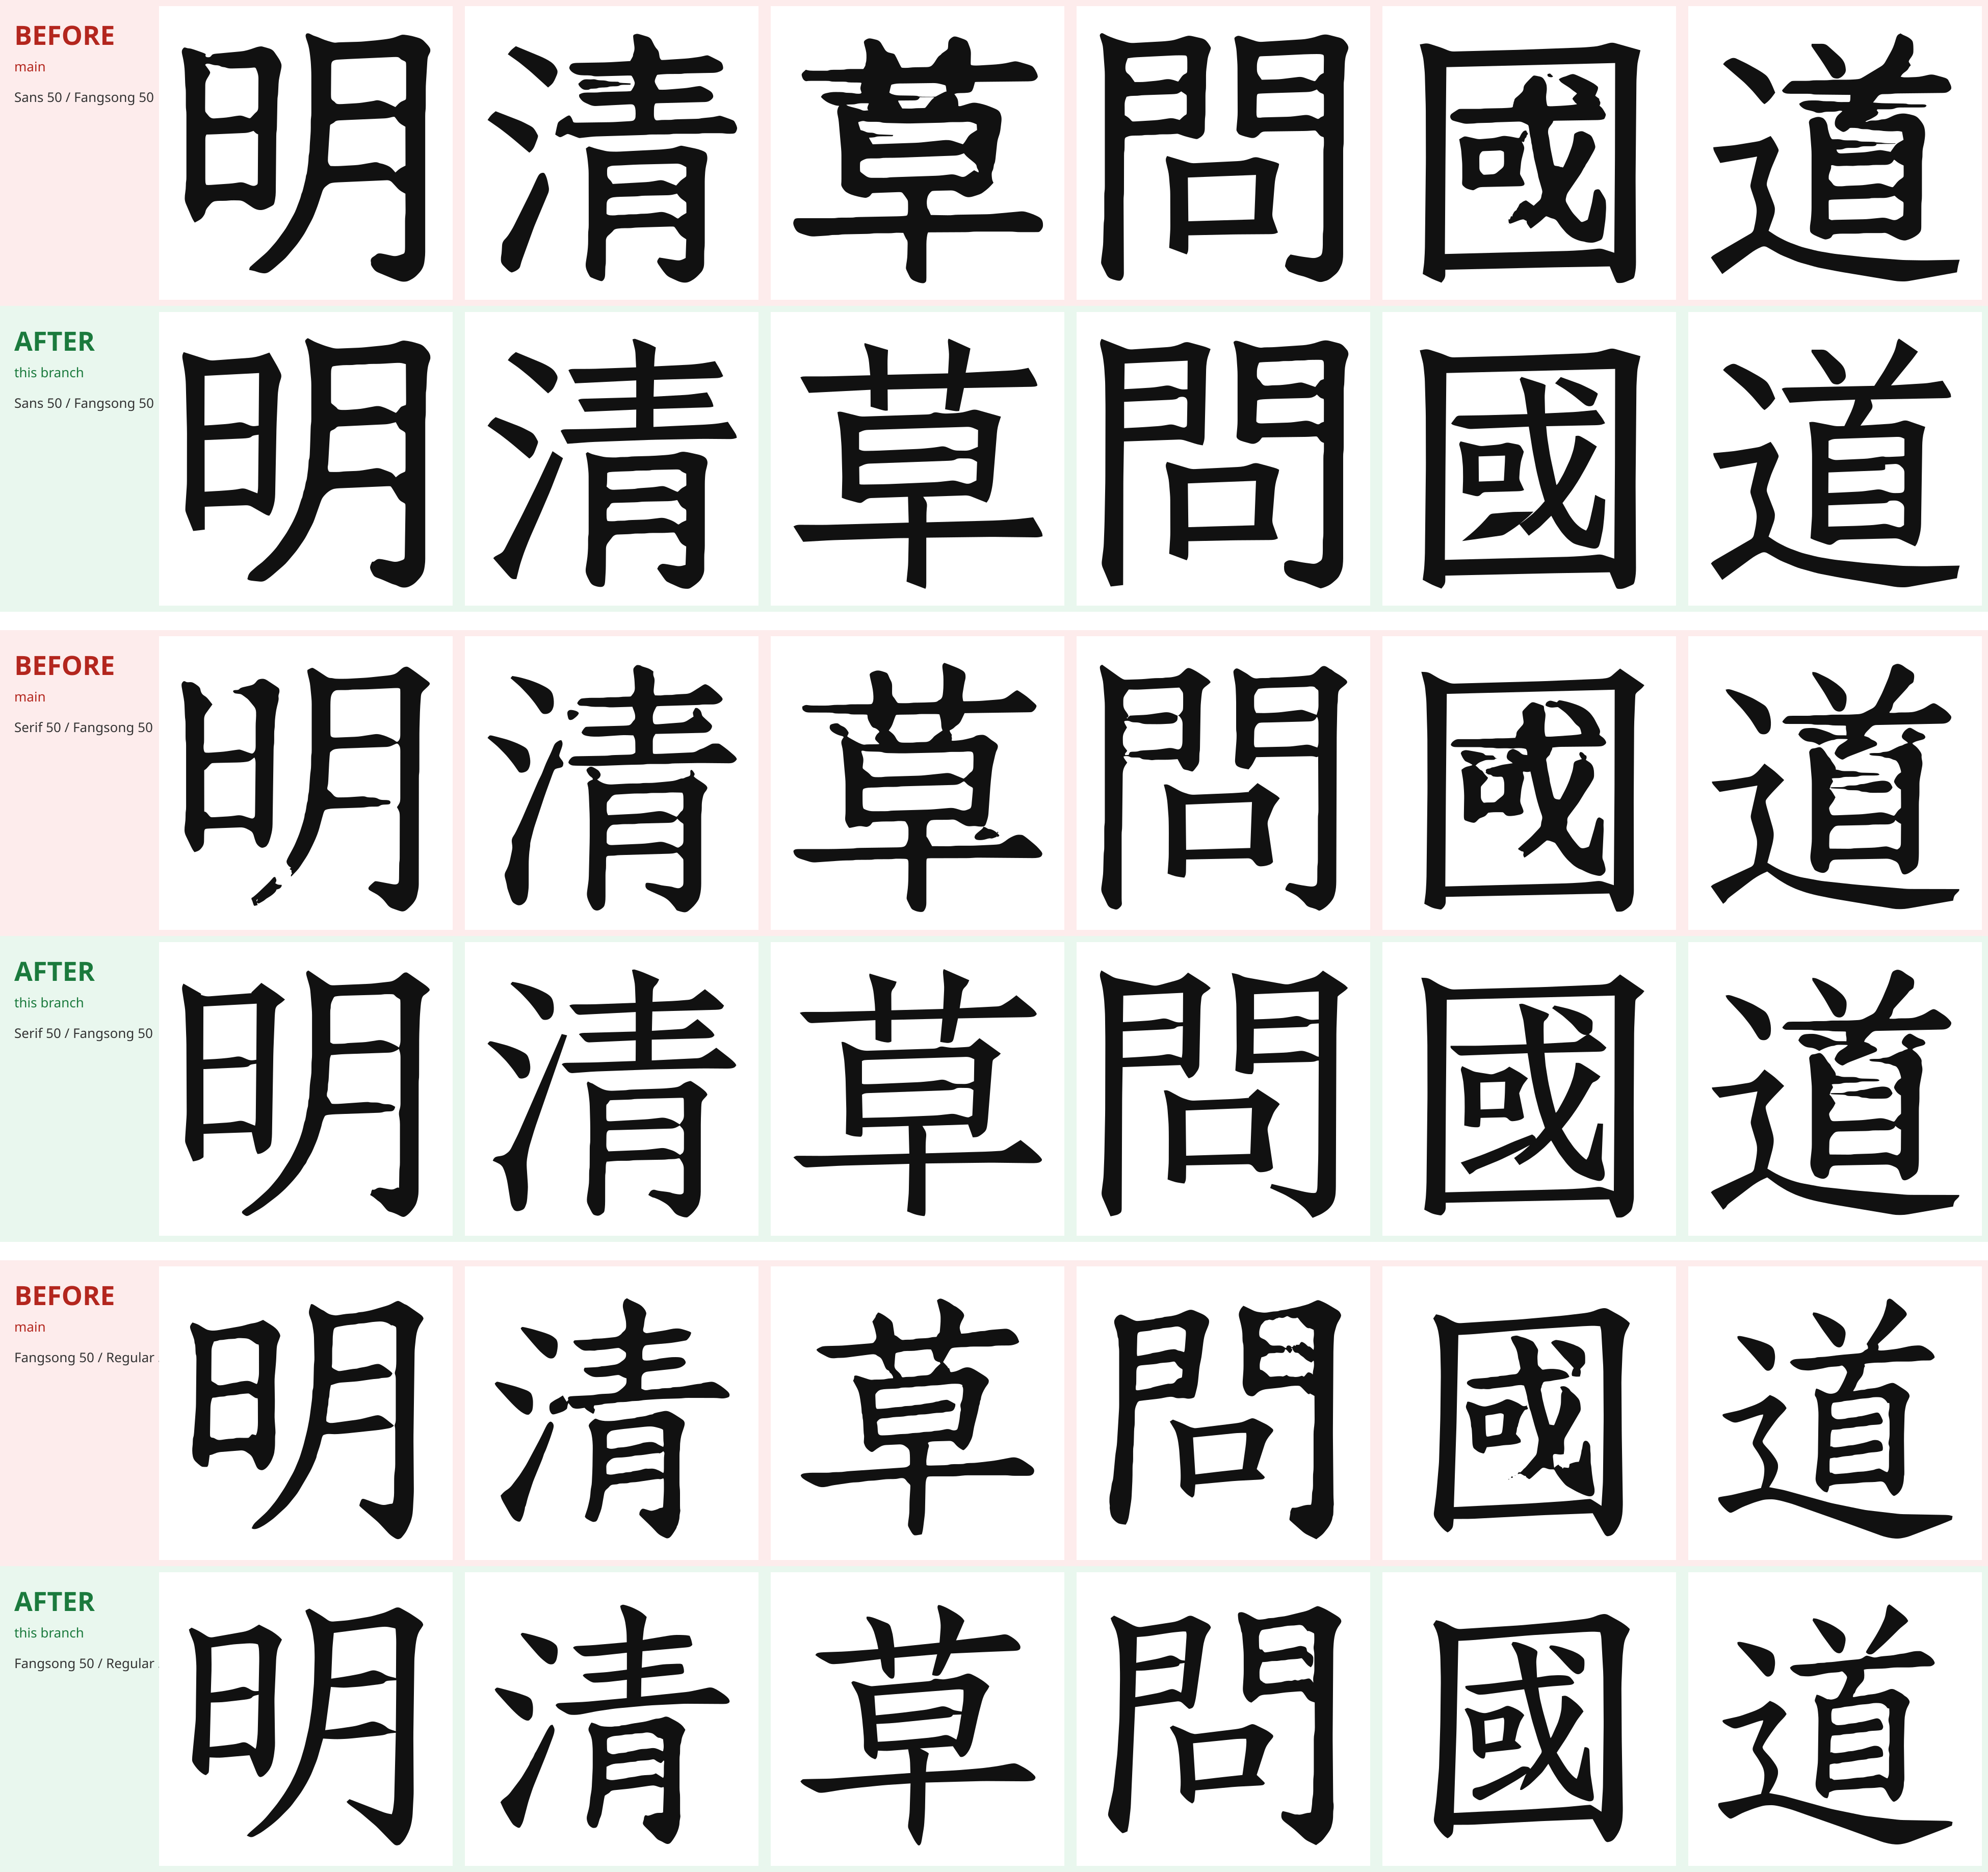 BEFORE
main
Sans 50 / Fangsong 50
明 清 草 問 國 道
AFTER
this branch
Sans 50 / Fangsong 50
明 清 草 問 國 道
BEFORE
main
Serif 50 / Fangsong 50
明 清 草 問 國 道
AFTER
this branch
Serif 50 / Fangsong 50
明 清 草 問 國 道
BEFORE
main
Fangsong 50 / Regular
明 清 草 問 國 道
AFTER
this branch
Fangsong 50 / Regular
明 清 草 問 國 道